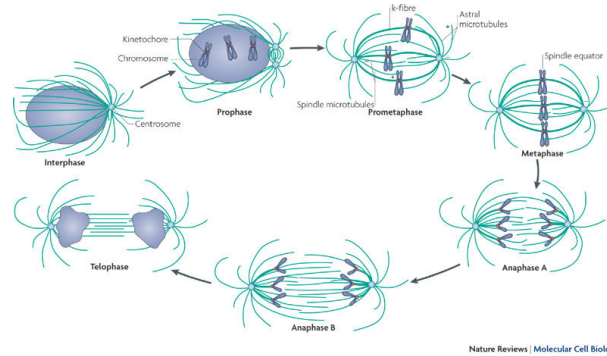 Kinetochore
Chromosome
Centrosome
Interphase
Prophase
k-fibre
Astral
microtubules
Spindle microtubules
Prometaphase
Spindle equator
Metaphase
Anaphase A
Anaphase B
Telophase
Nature Reviews | Molecular Cell Biolo